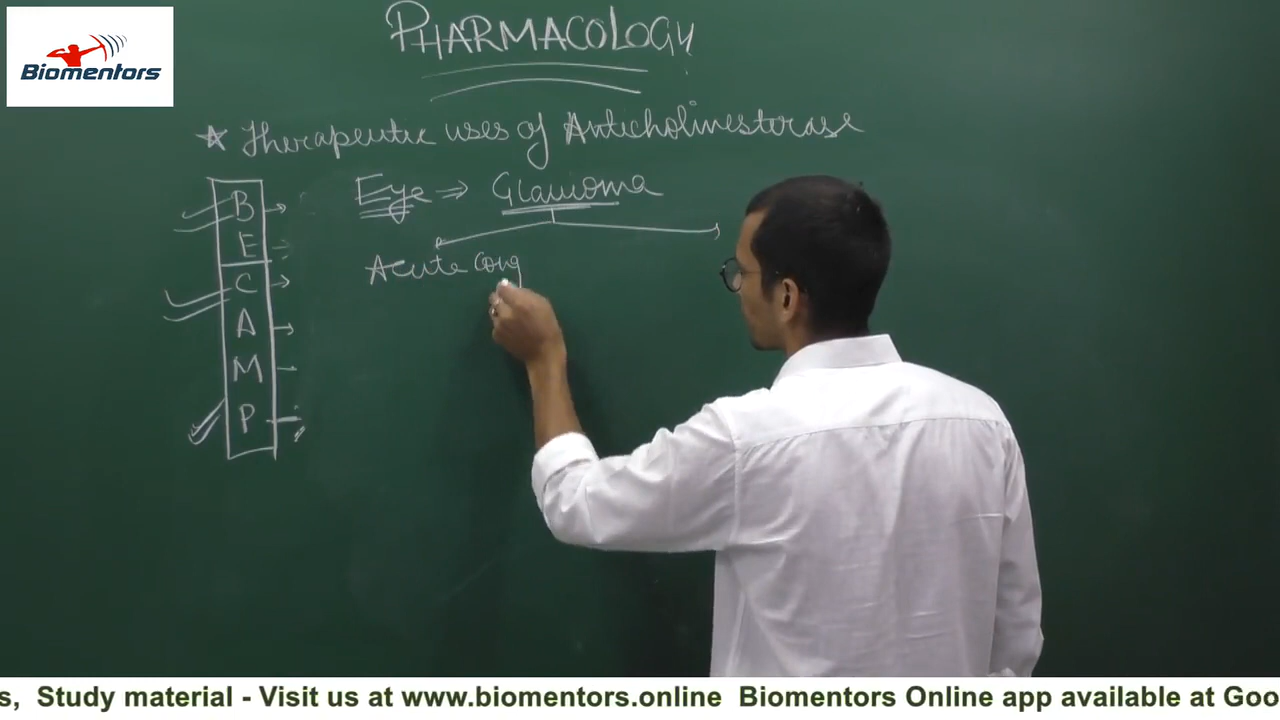 Biomentors
PHARMACOLOGY
★ Therapeutic uses of Anticholinesterase
Eye ⇒ Glaucoma
Acute Cong
B
E
C
A
M
P
s, Study material - Visit us at www.biomentors.online Biomentors Online app available at Goo